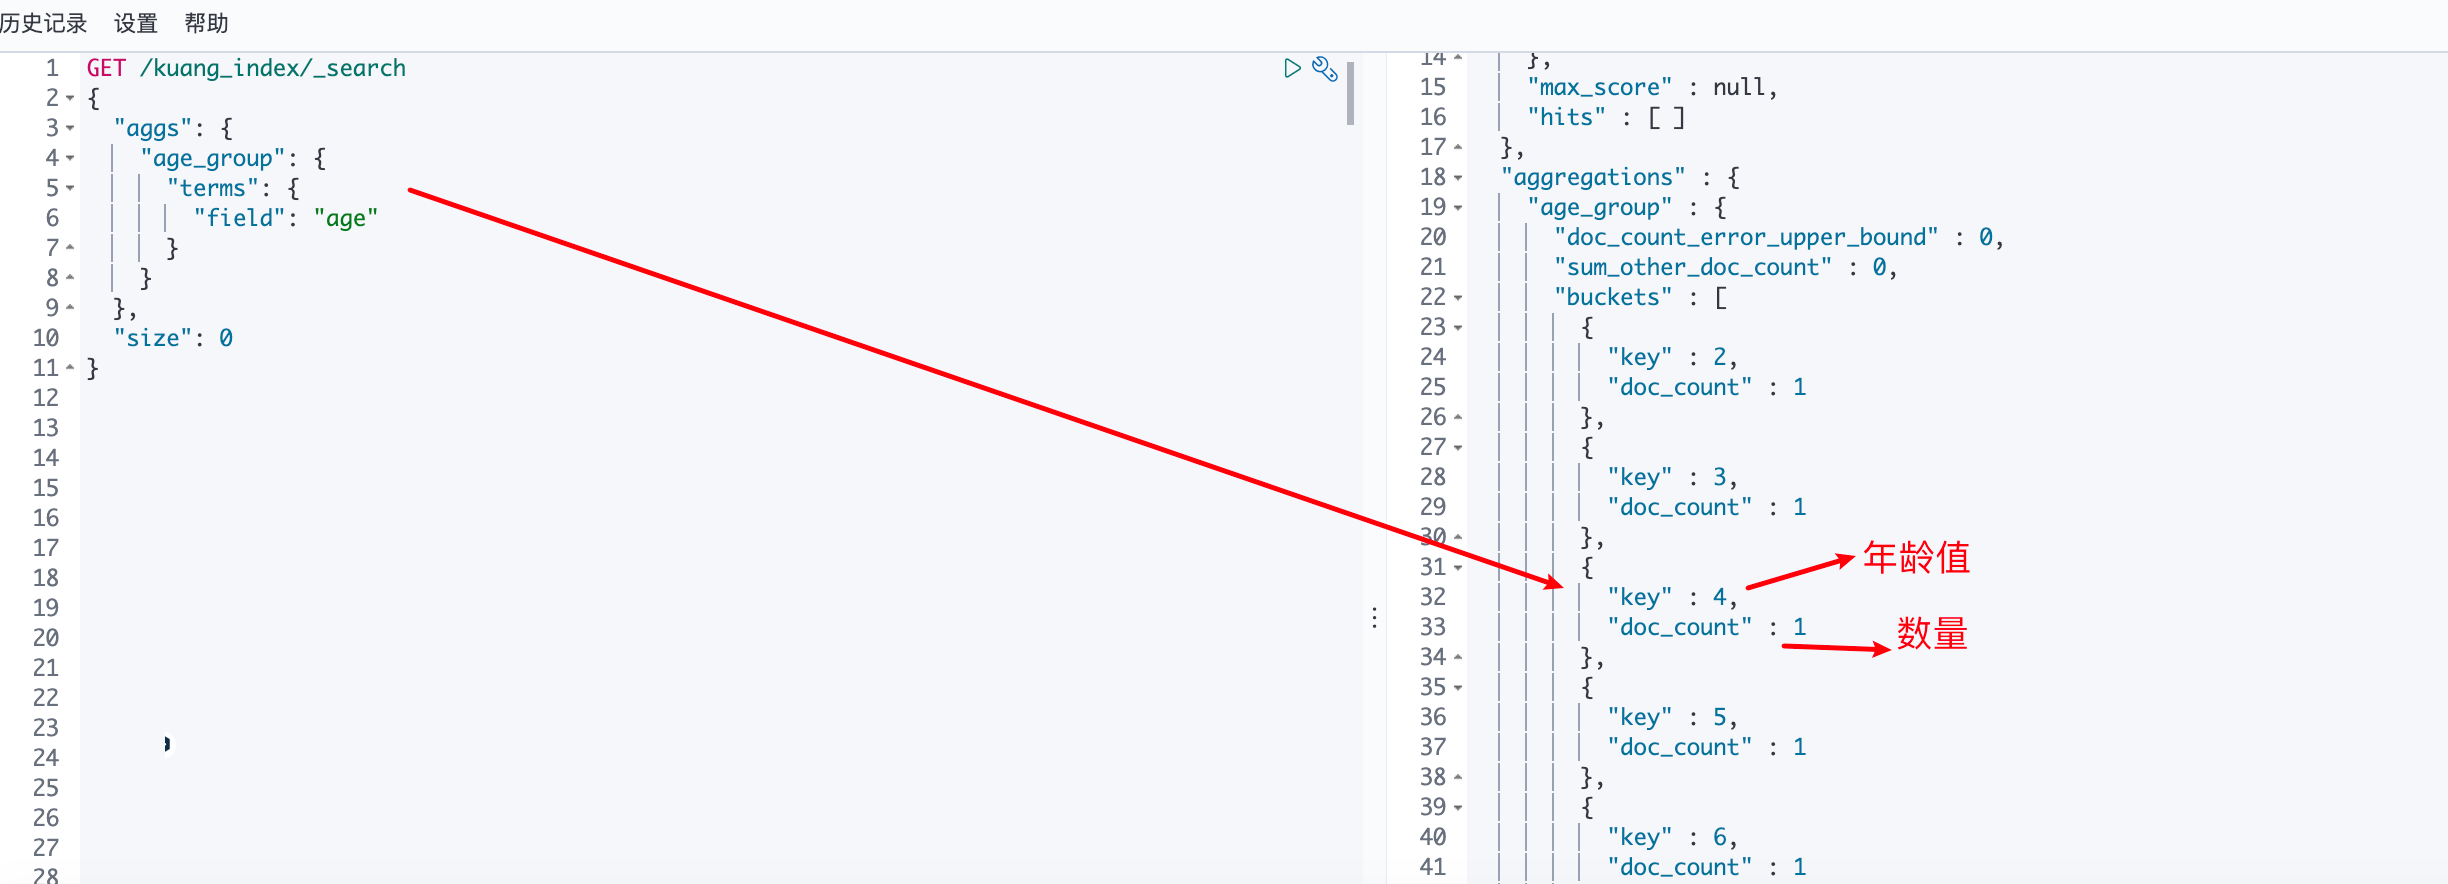 历史记录 设置 帮助
1 GET /kuang_index/_search
2 {
3 "aggs": {
4 "age_group": {
5 "terms": {
6 "field": "age"
7 }
8 }
9 },
10 "size": 0
11 }
12
13
14
15
16
17
18
19
20
21
22
23
24
25
26
27
28
14 },
15 "max_score" : null,
16 "hits" : [ ]
17 },
18 "aggregations" : {
19 "age_group" : {
20 "doc_count_error_upper_bound" : 0,
21 "sum_other_doc_count" : 0,
22 "buckets" : [
23 {
24 "key" : 2,
25 "doc_count" : 1
26 },
27 {
28 "key" : 3,
29 "doc_count" : 1
30 },
31 {
32 "key" : 4,
33 "doc_count" : 1
34 },
35 {
36 "key" : 5,
37 "doc_count" : 1
38 },
39 {
40 "key" : 6,
41 "doc_count" : 1
年龄值
数量